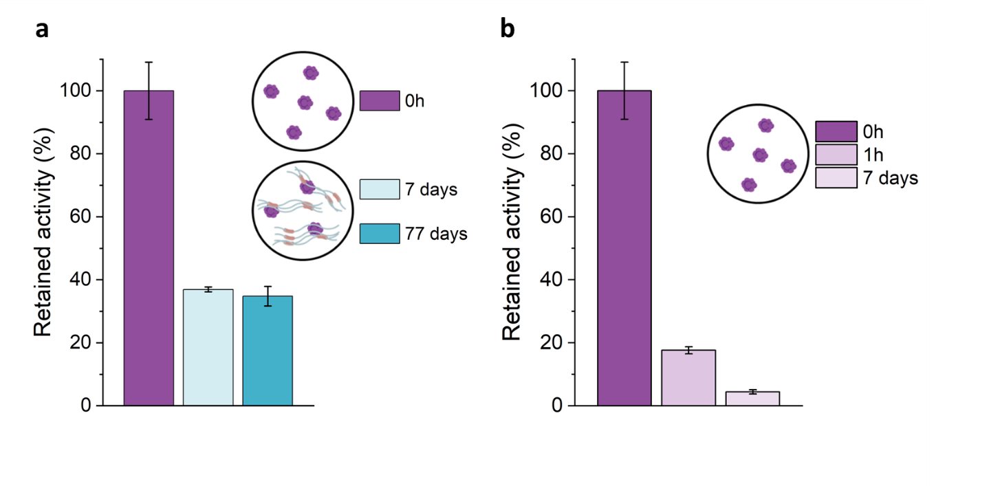 a
Retained activity (%)
100
80
60
40
20
0
0h
7 days
77 days
b
Retained activity (%)
100
80
60
40
20
0
0h
1h
7 days